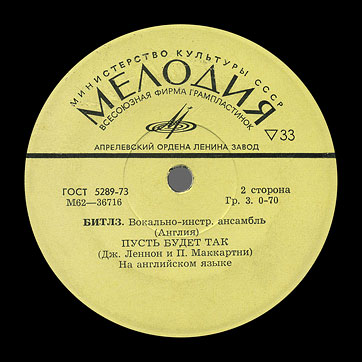 МИНИСТЕРСТВО КУЛЬТУРЫ СССР
МЕЛОДИЯ
ВСЕСОЮЗНАЯ ФИРМА ГРАМПЛАСТИНОК
▽33
АПРЕЛЕВСКИЙ ОРДЕНА ЛЕНИНА ЗАВОД
ГОСТ 5289-73
М62—36716
2 сторона
Гр. 3. 0-70
БИТЛЗ. Вокально-инстр. ансамбль
(Англия)
ПУСТЬ БУДЕТ ТАК
(Дж. Леннон и П. Маккартни)
На английском языке